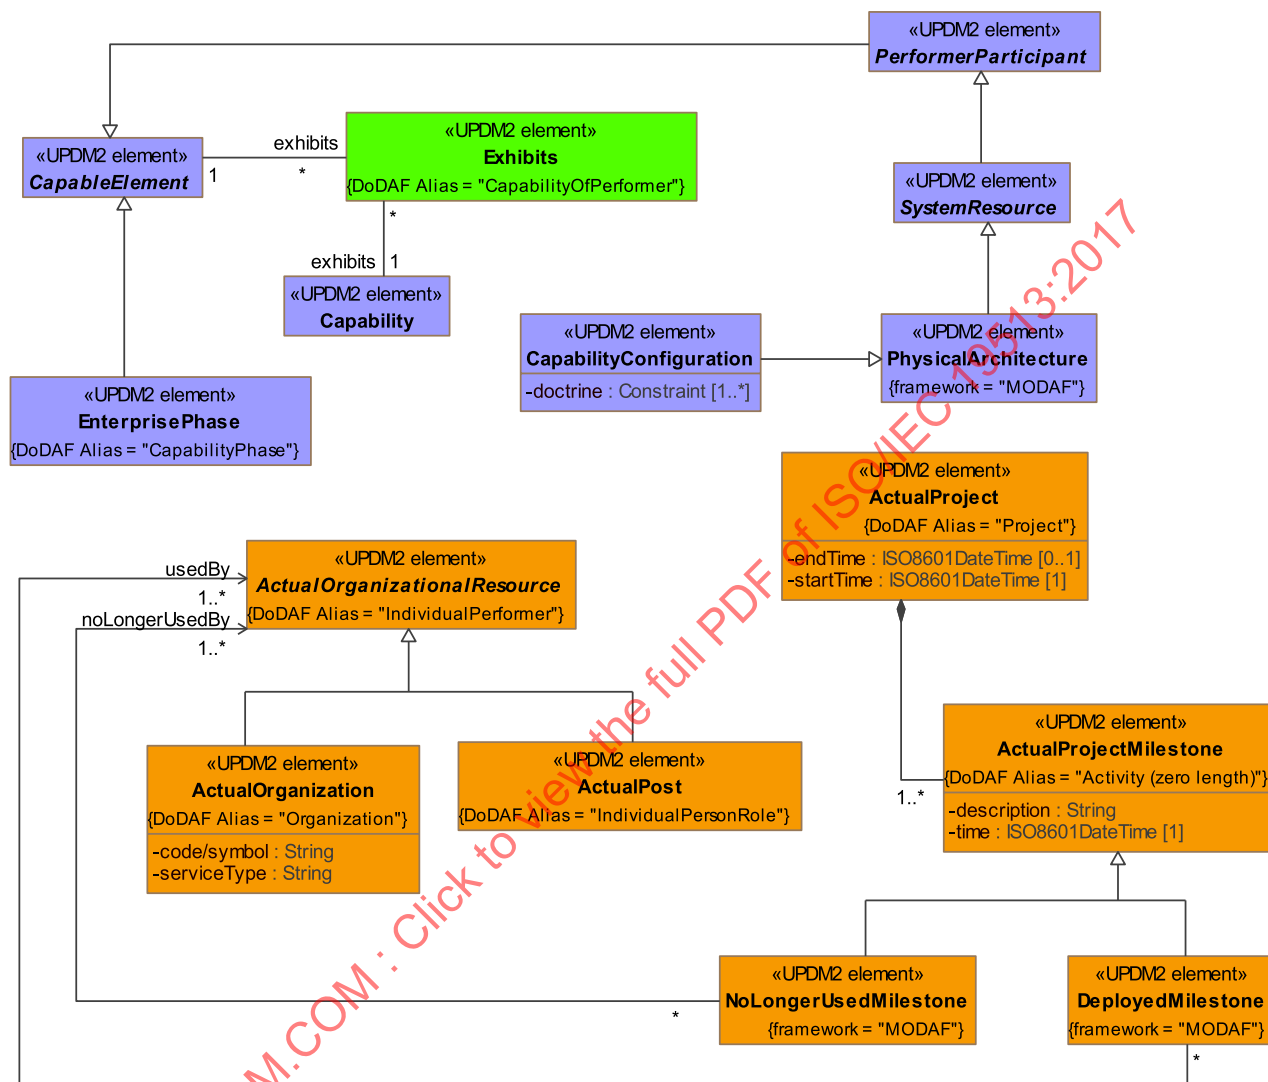 «UPDM2 element»
PerformerParticipant
«UPDM2 element»
CapableElement
exhibits
1
*
«UPDM2 element»
Exhibits
{DoDAF Alias = "CapabilityOfPerformer"}
*
exhibits 1
«UPDM2 element»
Capability
«UPDM2 element»
SystemResource
«UPDM2 element»
CapabilityConfiguration
-doctrine : Constraint [1..*]
«UPDM2 element»
PhysicalArchitecture
{framework = "MODAF"}
«UPDM2 element»
EnterprisePhase
{DoDAF Alias = "CapabilityPhase"}
«UPDM2 element»
ActualProject
{DoDAF Alias = "Project"}
-endTime : ISO8601DateTime [0..1]
-startTime : ISO8601DateTime [1]
usedBy
1..*
noLongerUsedBy
1..*
«UPDM2 element»
ActualOrganizationalResource
{DoDAF Alias = "IndividualPerformer"}
«UPDM2 element»
ActualOrganization
{DoDAF Alias = "Organization"}
-code/symbol : String
-serviceType : String
«UPDM2 element»
ActualPost
{DoDAF Alias = "IndividualPersonRole"}
1..*
«UPDM2 element»
ActualProjectMilestone
{DoDAF Alias = "Activity (zero length)"}
-description : String
-time : ISO8601DateTime [1]
«UPDM2 element»
NoLongerUsedMilestone
{framework = "MODAF"}
*
«UPDM2 element»
DeployedMilestone
{framework = "MODAF"}
*
M.COM : Click to view the full PDF of ISO/IEC 19513:2017